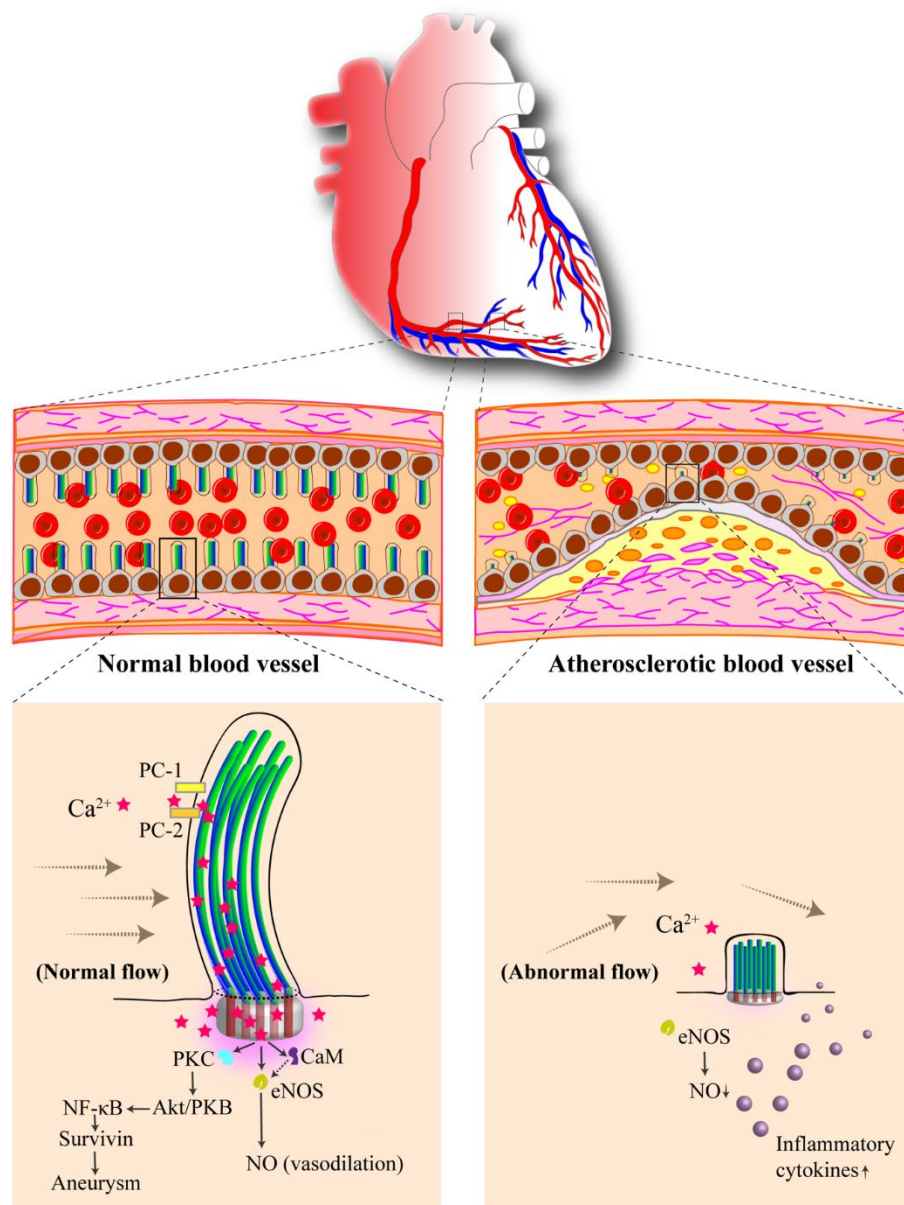 Normal blood vessel
Atherosclerotic blood vessel
PC-1
Ca²⁺
PC-2
(Normal flow)
PKC
CaM
eNOS
NF-κB
Akt/PKB
Survivin
NO (vasodilation)
Aneurysm
Ca²⁺
(Abnormal flow)
eNOS
NO↓
Inflammatory
cytokines↑